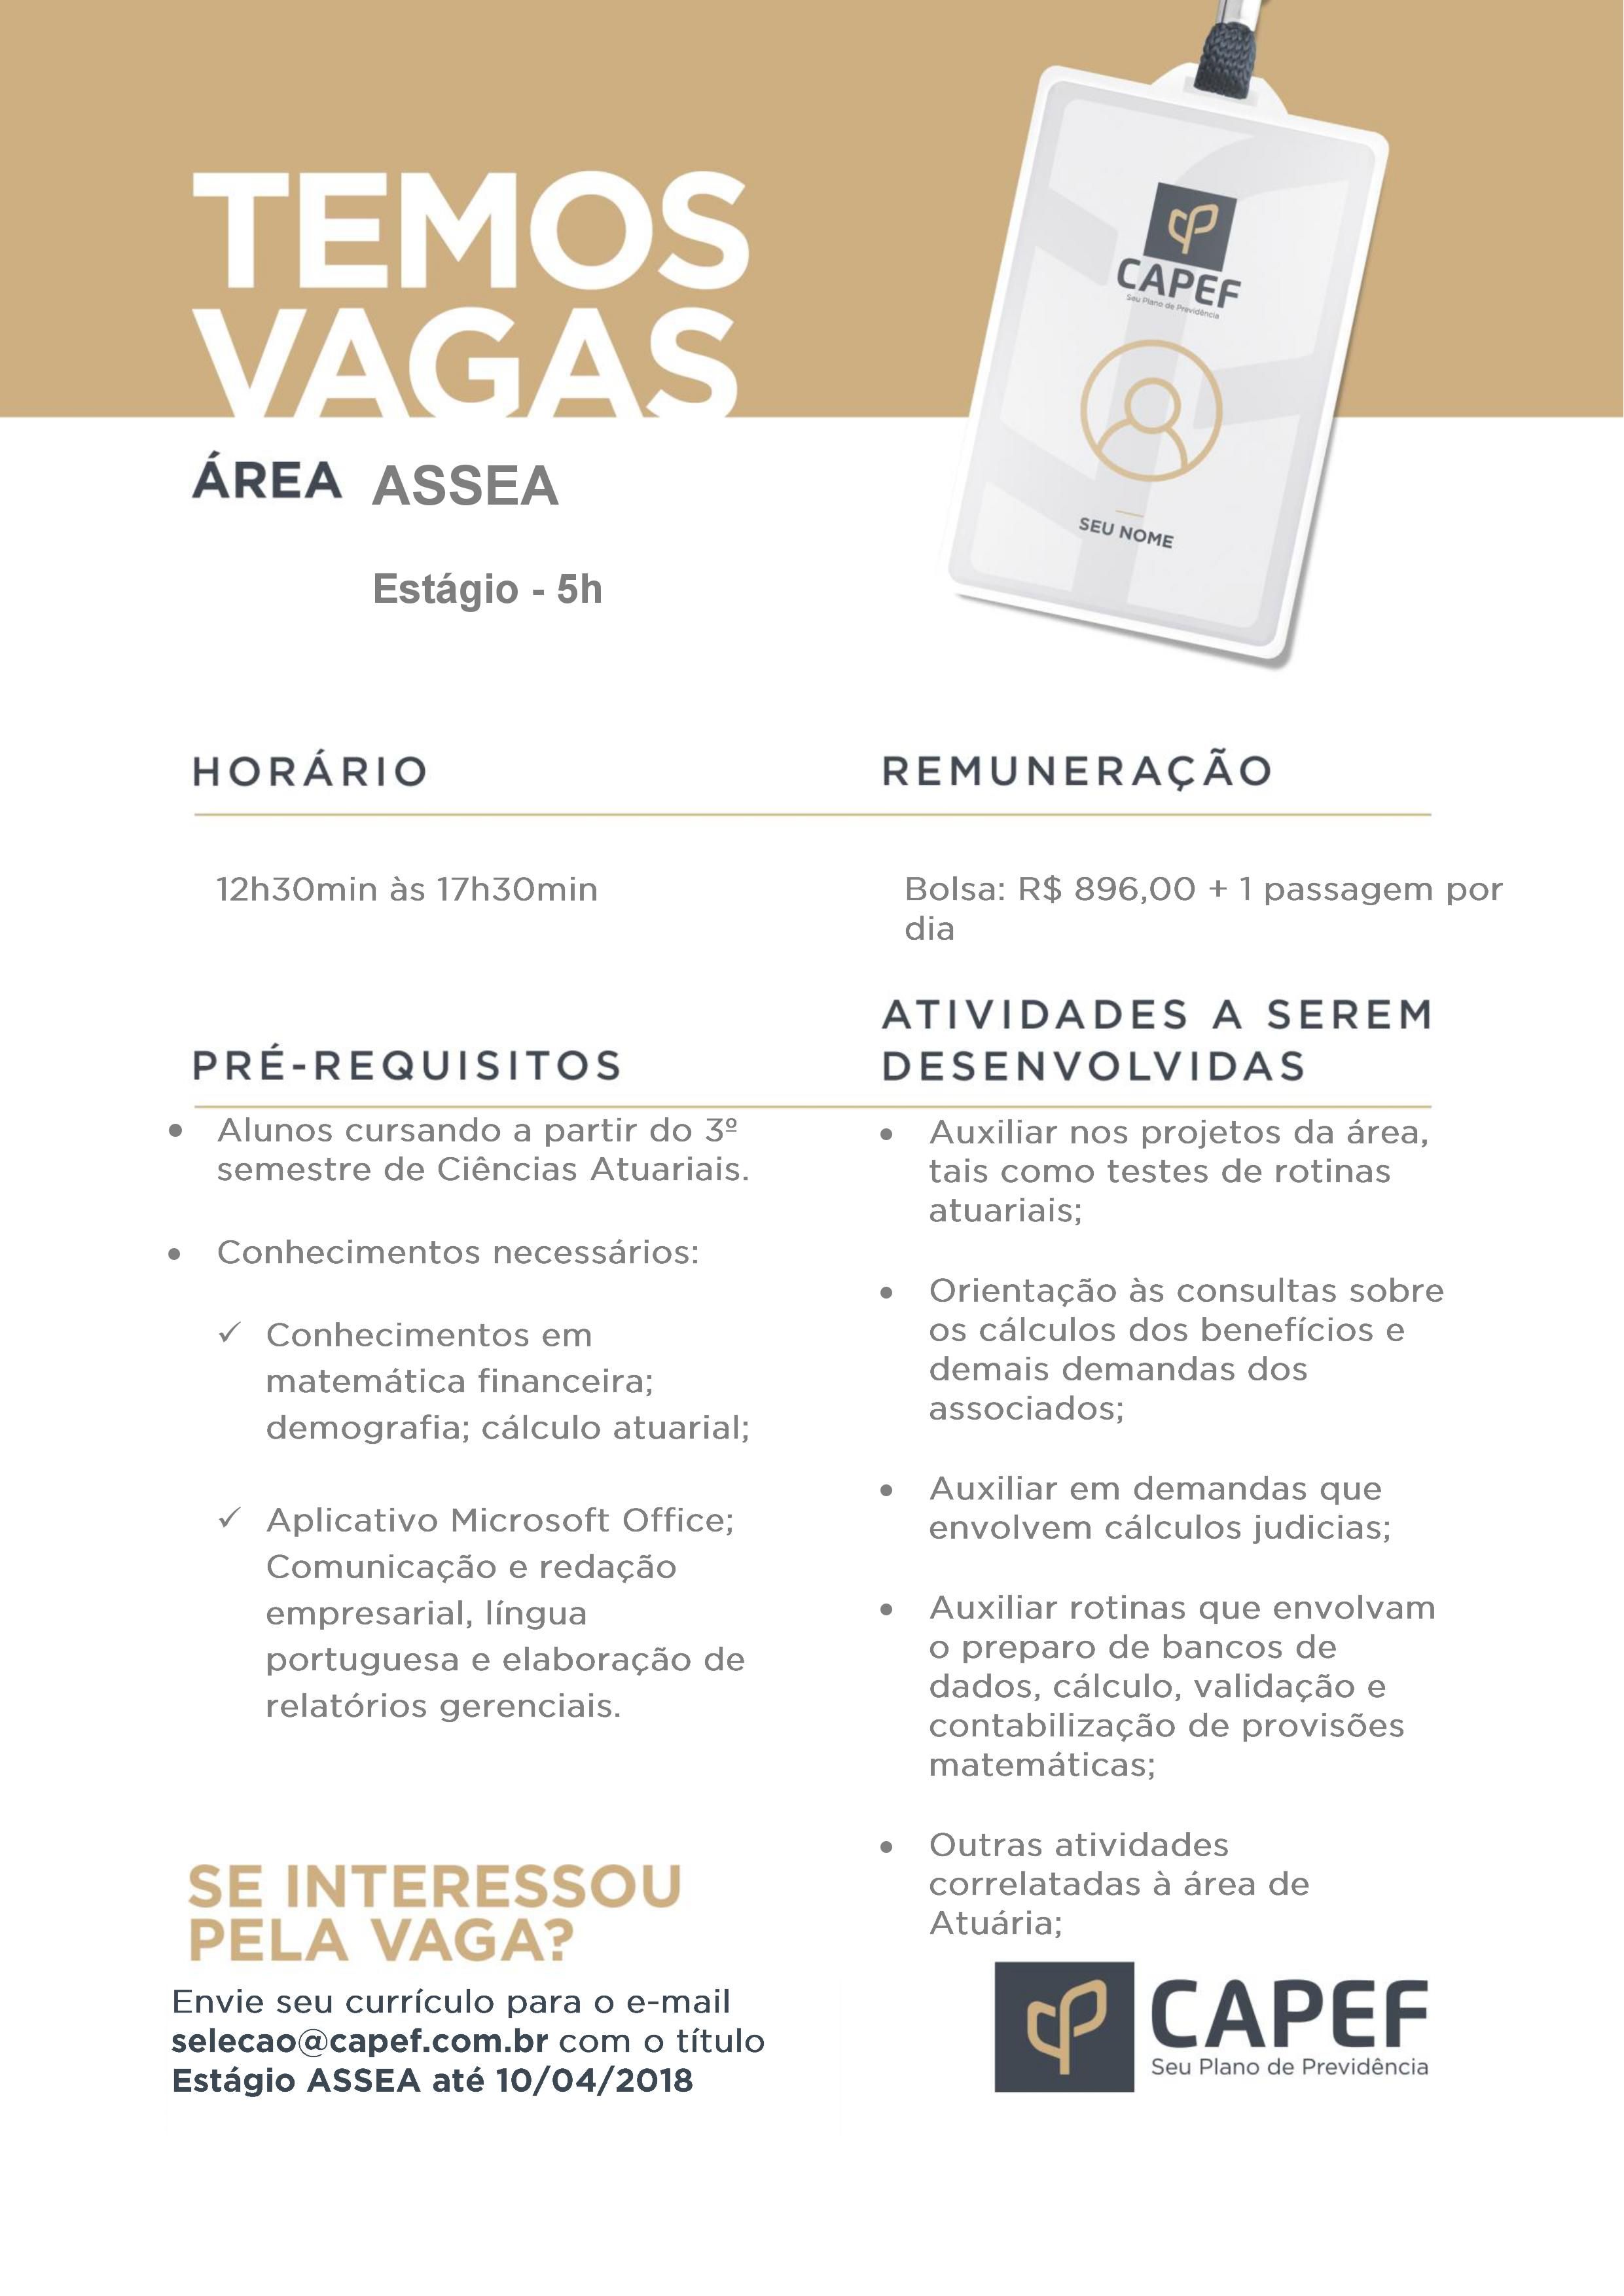 TEMOS
VAGAS
CAPEF
Seu Plano de Previdência
SEU NOME
ÁREA ASSEA
Estágio - 5h
HORÁRIO
12h30min às 17h30min
REMUNERAÇÃO
Bolsa: R$ 896,00 + 1 passagem por
dia
PRÉ-REQUISITOS
• Alunos cursando a partir do 3º
semestre de Ciências Atuariais.
• Conhecimentos necessários:
✓ Conhecimentos em
matemática financeira;
demografia; cálculo atuarial;
✓ Aplicativo Microsoft Office;
Comunicação e redação
empresarial, língua
portuguesa e elaboração de
relatórios gerenciais.
ATIVIDADES A SEREM
DESENVOLVIDAS
• Auxiliar nos projetos da área,
tais como testes de rotinas
atuariais;
• Orientação às consultas sobre
os cálculos dos benefícios e
demais demandas dos
associados;
• Auxiliar em demandas que
envolvem cálculos judicias;
• Auxiliar rotinas que envolvam
o preparo de bancos de
dados, cálculo, validação e
contabilização de provisões
matemáticas;
• Outras atividades
correlatadas à área de
Atuária;
SE INTERESSOU
PELA VAGA?
Envie seu currículo para o e-mail
selecao@capef.com.br com o título
Estágio ASSEA até 10/04/2018
CAPEF
Seu Plano de Previdência